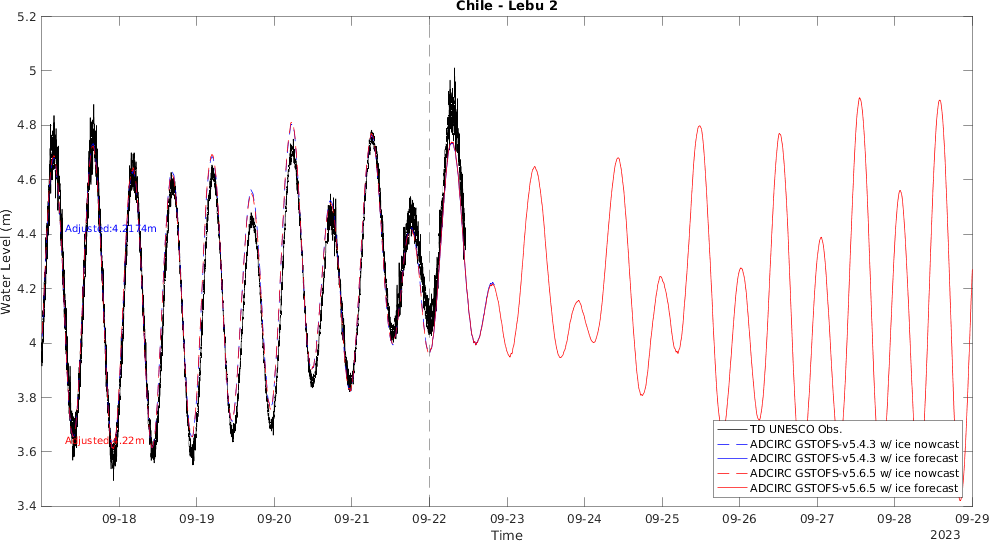 Chile - Lebu 2
5.2
5
4.8
4.6
4.4
4.2
4
3.8
3.6
3.4
Water Level (m)
Adjusted:4.2174m
Adjusted:4.22m
TD UNESCO Obs.
ADCIRC GSTOFS-v5.4.3 w/ ice nowcast
ADCIRC GSTOFS-v5.4.3 w/ ice forecast
ADCIRC GSTOFS-v5.6.5 w/ ice nowcast
ADCIRC GSTOFS-v5.6.5 w/ ice forecast
09-18 09-19 09-20 09-21 09-22 09-23 09-24 09-25 09-26 09-27 09-28 09-29
Time
2023